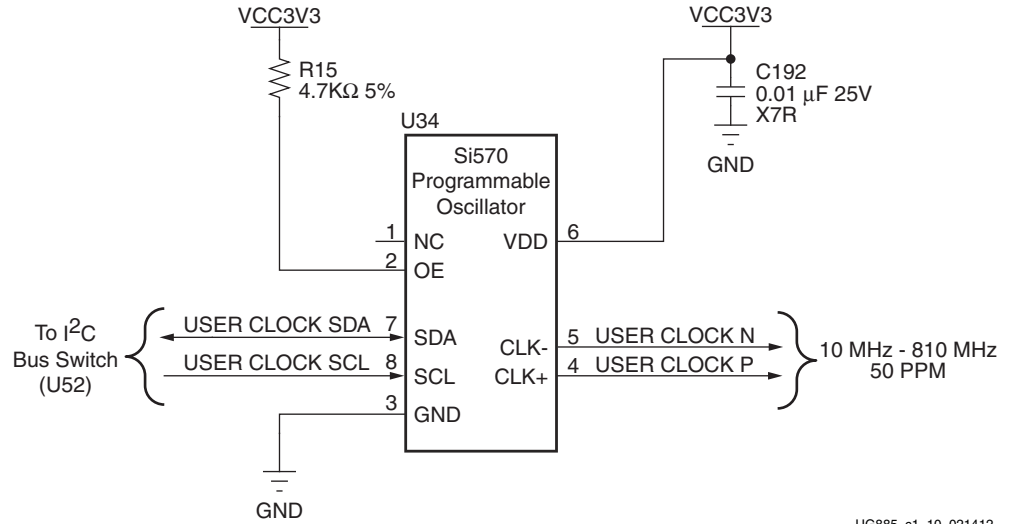 VCC3V3
R15
4.7KΩ 5%
VCC3V3
C192
0.01 μF 25V
X7R
GND
U34
Si570
Programmable
Oscillator
1
NC
VDD
6
2
OE
To I²C
Bus Switch
(U52)
USER CLOCK SDA
7
SDA
USER CLOCK SCL
8
SCL
CLK-
5
USER CLOCK N
CLK+
4
USER CLOCK P
10 MHz - 810 MHz
50 PPM
3
GND
GND